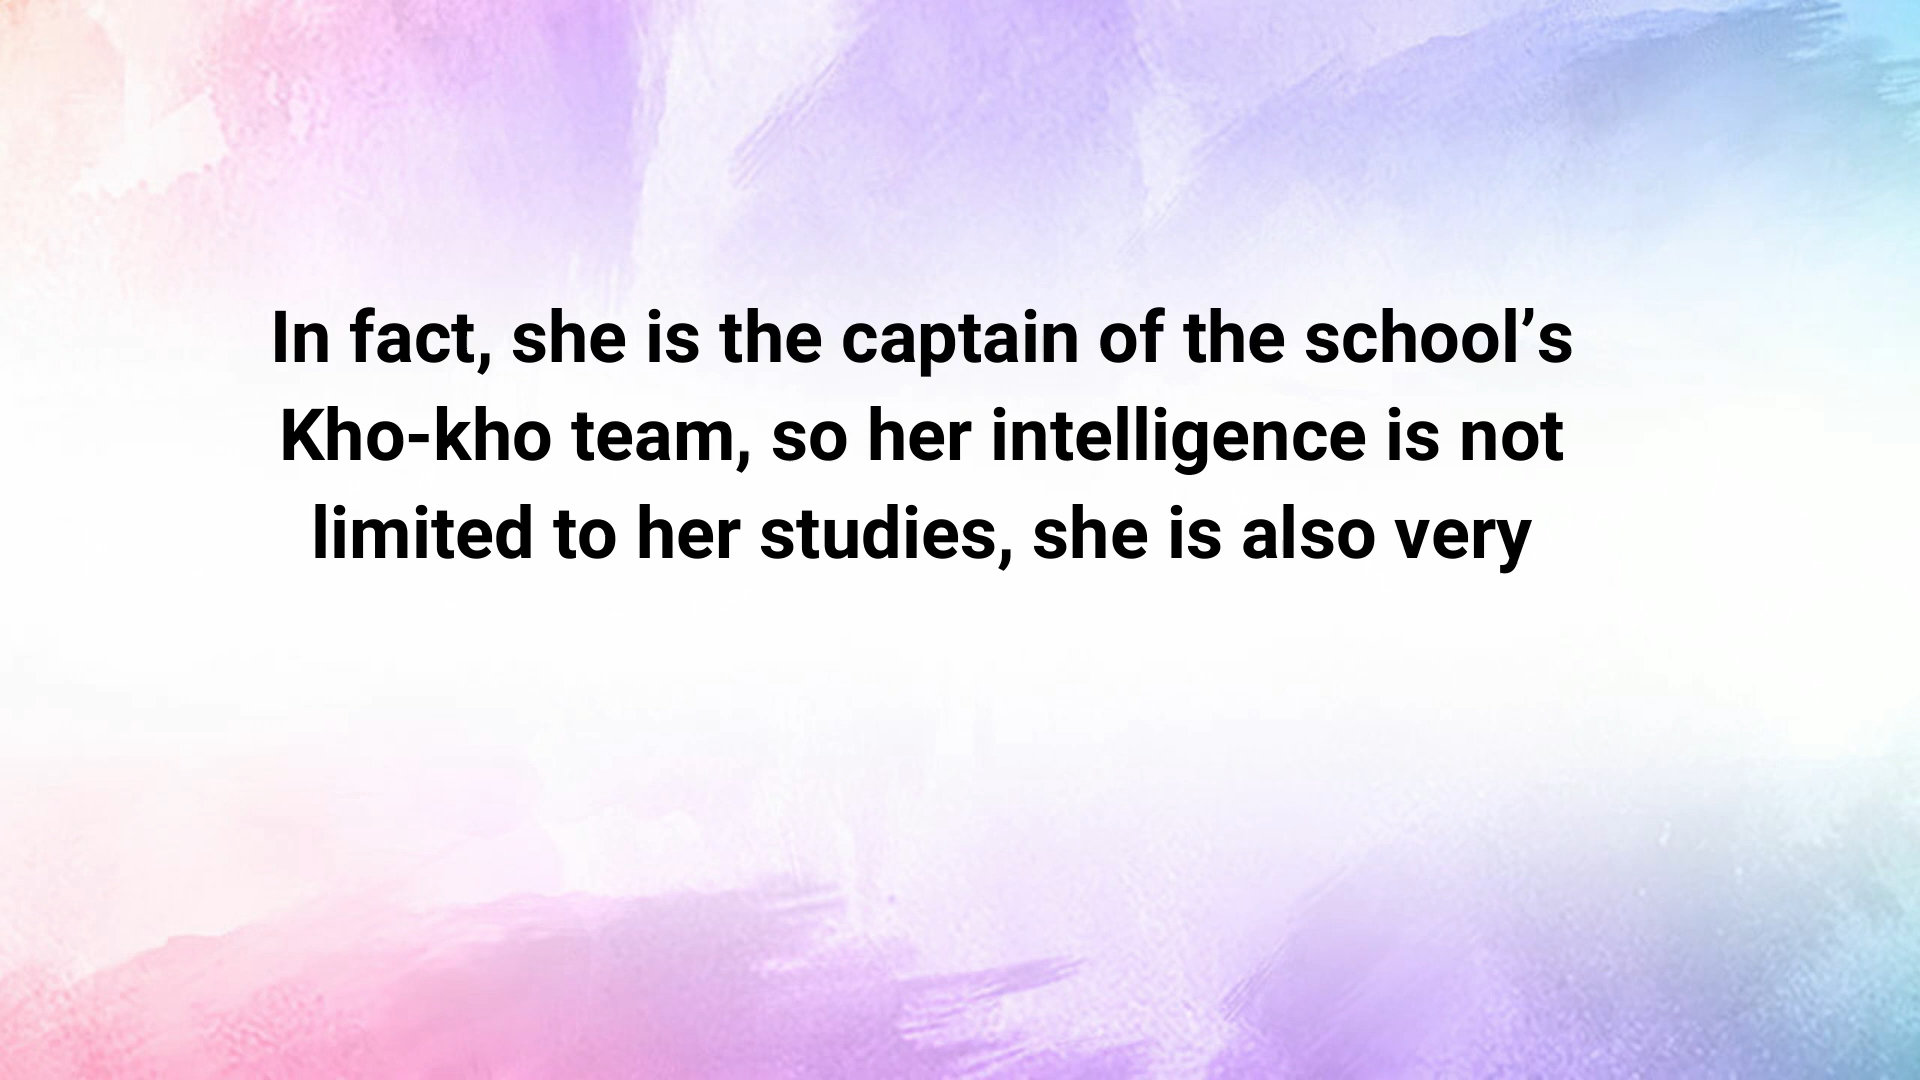 In fact, she is the captain of the school’s
Kho-kho team, so her intelligence is not
limited to her studies, she is also very